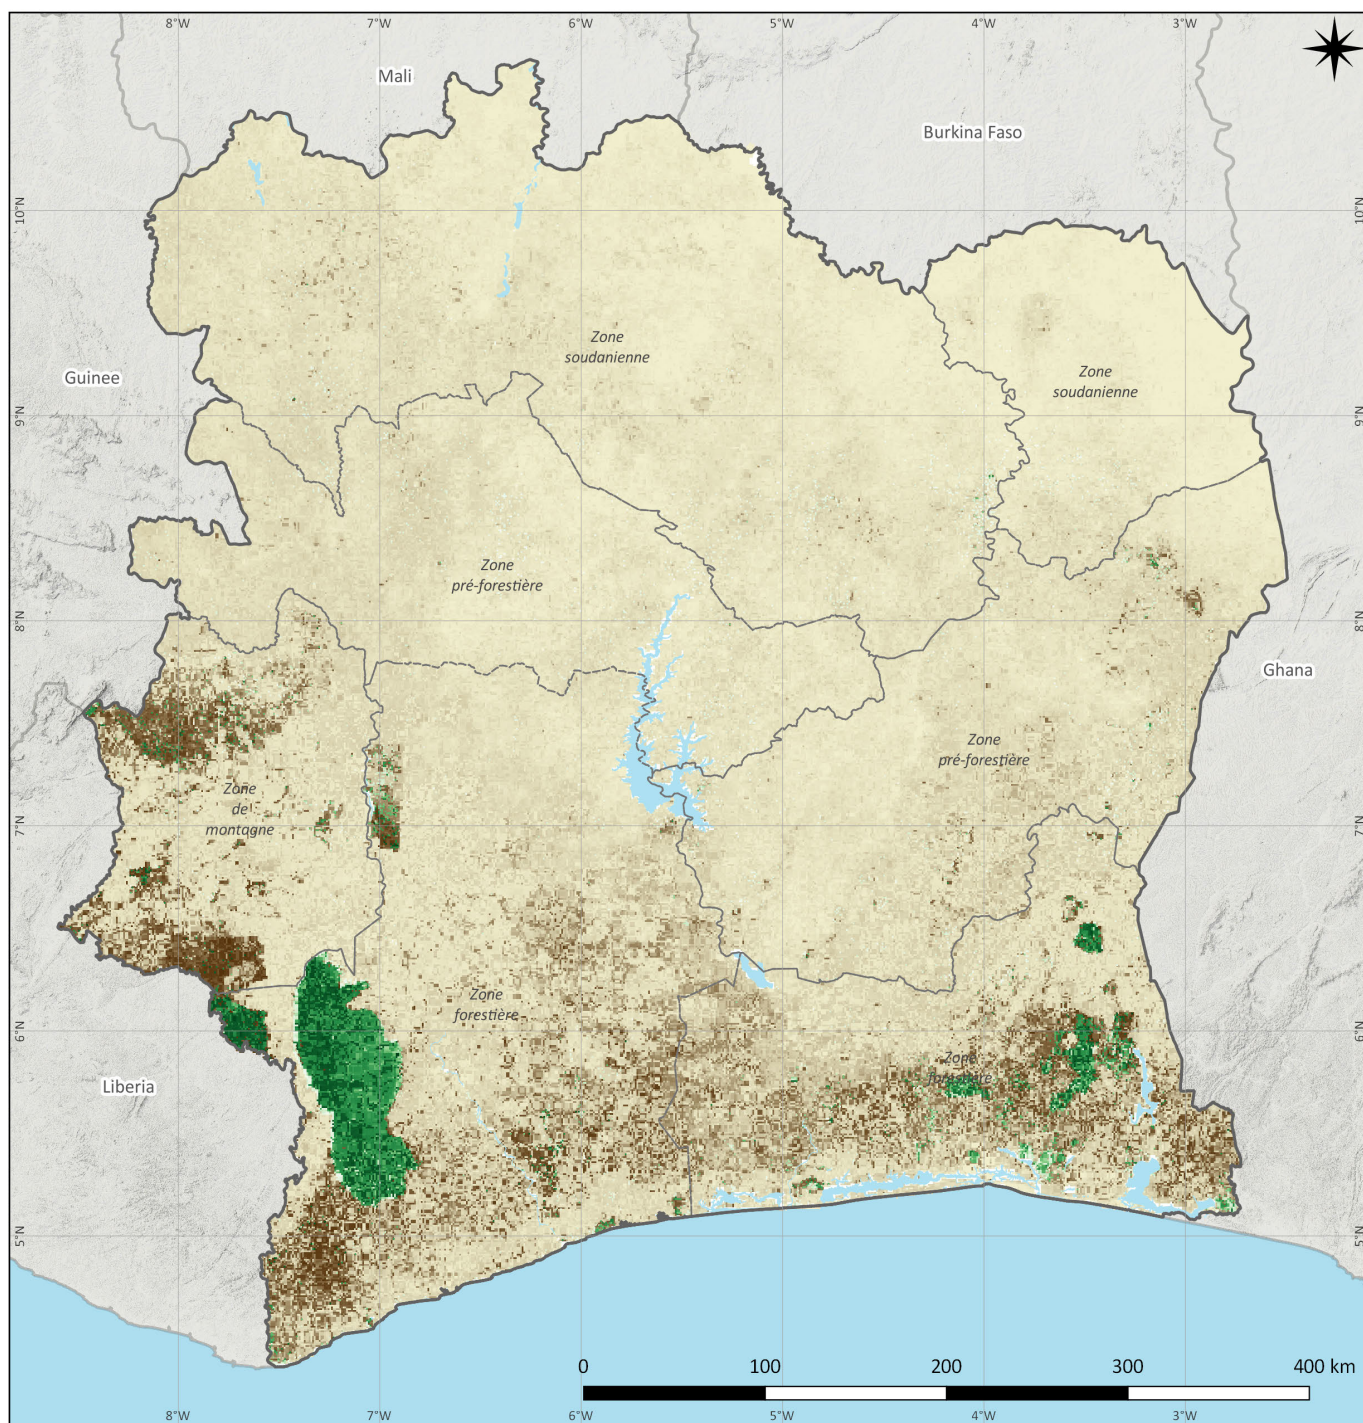 8°W 7°W 6°W 5°W 4°W 3°W
Mali
Burkina Faso
10°N 10°N
Zone
soudanienne
Guinee
Zone
soudanienne
9°N 9°N
Zone
pré-forestière
8°N 8°N
Ghana
Zone
pré-forestière
Zone
de
montagne
7°N 7°N
Zone
forestière
6°N 6°N
Zone
forestière
Liberia
5°N 5°N
0 100 200 300 400 km
8°W 7°W 6°W 5°W 4°W 3°W